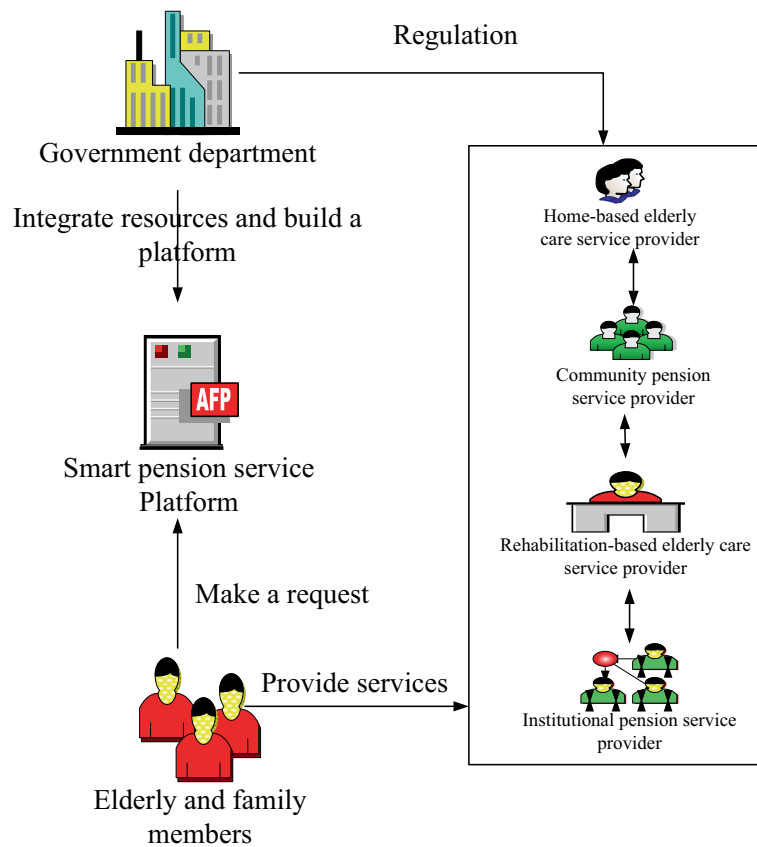 Regulation
Government department
Integrate resources and build a
platform
AFP
Smart pension service
Platform
Make a request
Provide services
Elderly and family
members
Home-based elderly
care service provider
Community pension
service provider
Rehabilitation-based elderly care
service provider
Institutional pension service
provider